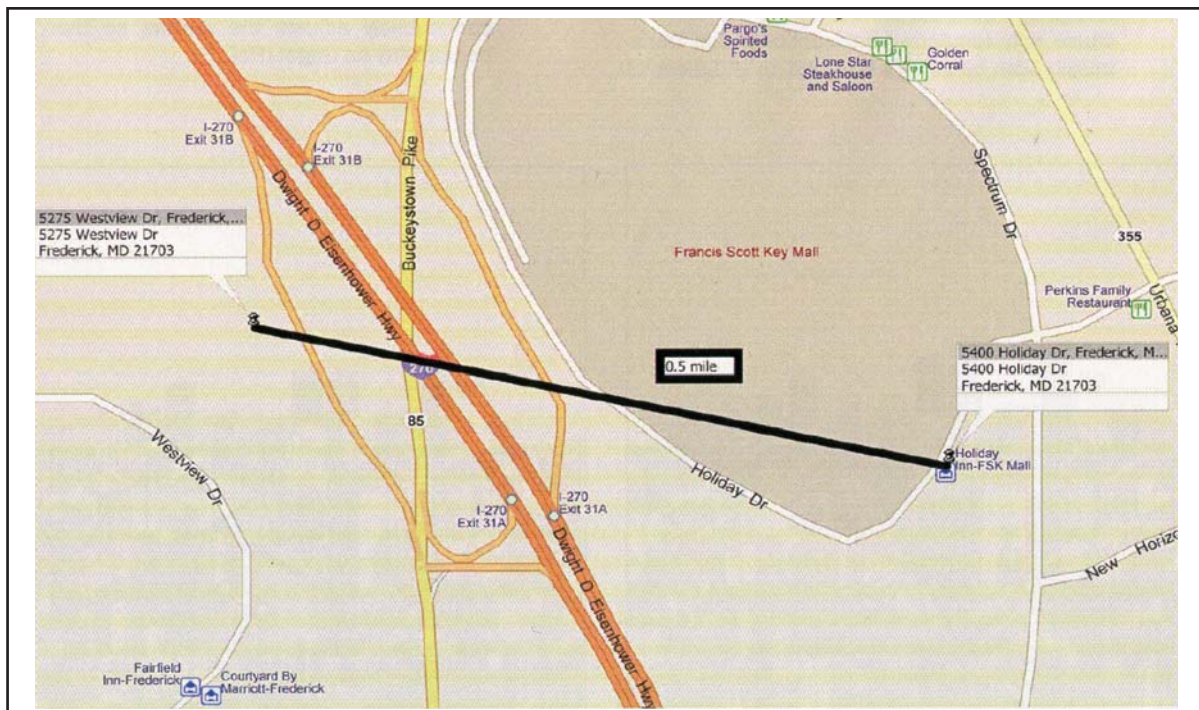 Pargo's
Spirited
Foods
Lone Star
Steakhouse
and Saloon
Golden
Corral
I-270
Exit 31B
I-270
Exit 31B
Buckeystown Pike
Dwight D Eisenhower Hwy
Spectrum Dr
5275 Westview Dr, Frederick,...
5275 Westview Dr
Frederick, MD 21703
Francis Scott Key Mall
355
Urbana
Perkins Family
Restaurant
0.5 mile
5400 Holiday Dr, Frederick, M...
5400 Holiday Dr
Frederick, MD 21703
270
85
Westview Dr
Holiday
Inn-FSK Mall
Holiday Dr
I-270
Exit 31A
I-270
Exit 31A
Dwight D Eisenhower Hwy
New Horizo
Fairfield
Inn-Frederick
Courtyard By
Marriott-Frederick